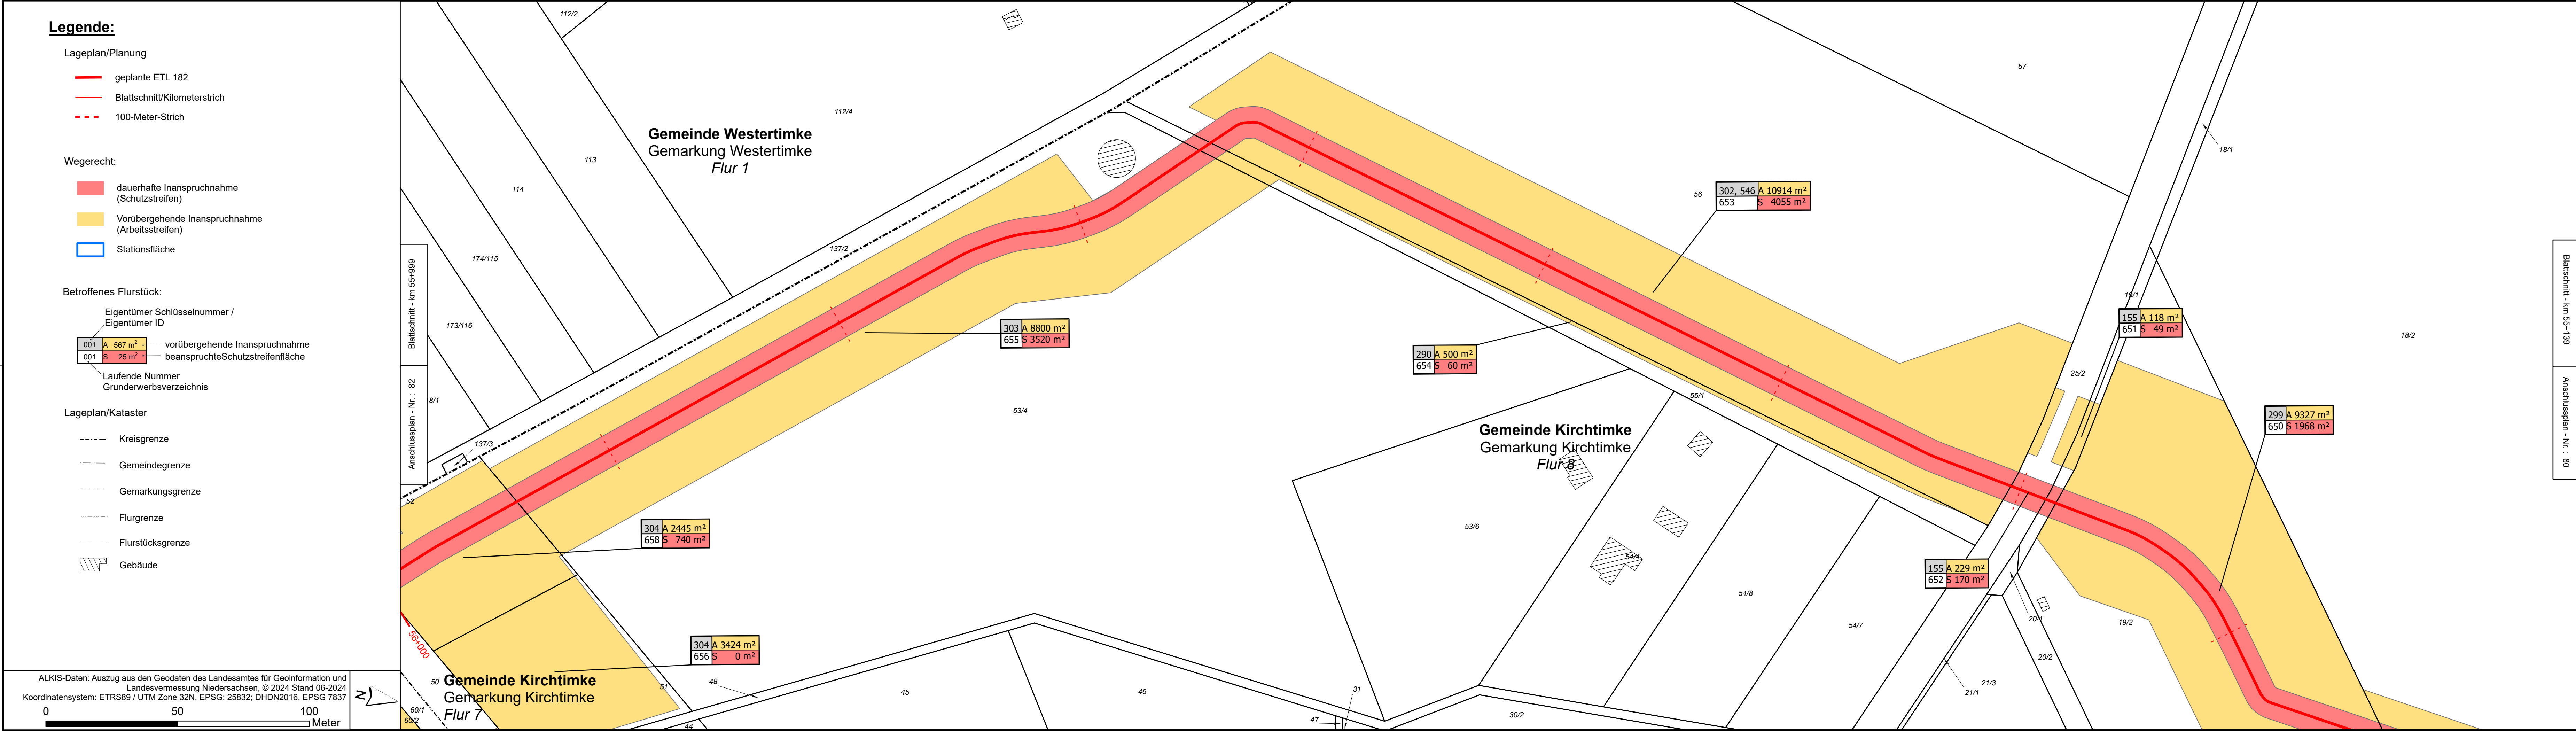 Legende:
Lageplan/Planung
geplante ETL 182
Blattschnitt/Kilometerstrich
100-Meter-Strich
Wegerecht:
dauerhafte Inanspruchnahme
(Schutzstreifen)
Vorübergehende Inanspruchnahme
(Arbeitsstreifen)
Stationsfläche
Betroffenes Flurstück:
Eigentümer Schlüsselnummer /
Eigentümer ID
001 A 567 m²
001 S 25 m²
vorübergehende Inanspruchnahme
beanspruchteSchutzstreifenfläche
Laufende Nummer
Grunderwerbsverzeichnis
Lageplan/Kataster
Kreisgrenze
Gemeindegrenze
Gemarkungsgrenze
Flurgrenze
Flurstücksgrenze
Gebäude
ALKIS-Daten: Auszug aus den Geodaten des Landesamtes für Geoinformation und
Landesvermessung Niedersachsen, © 2024 Stand 06-2024
Koordinatensystem: ETRS89 / UTM Zone 32N, EPSG: 25832; DHDN2016, EPSG 7837
0 50 100
Meter
N
Blattschnitt - km 55+999
Anschlussplan - Nr. : 82
112/2
112/4
113
114
174/115
173/116
18/1
137/2
137/3
52
Gemeinde Westertimke
Gemarkung Westertimke
Flur 1
303 A 8800 m²
655 S 3520 m²
53/4
304 A 2445 m²
658 S 740 m²
304 A 3424 m²
656 S 0 m²
56+000
50
51
48
60/1
60/2
44
Gemeinde Kirchtimke
Gemarkung Kirchtimke
Flur 7
45
46
47
31
30/2
302, 546 A 10914 m²
653 S 4055 m²
56
57
290 A 500 m²
654 S 60 m²
55/1
Gemeinde Kirchtimke
Gemarkung Kirchtimke
Flur 8
53/6
54/4
54/8
54/7
155 A 118 m²
651 S 49 m²
19/1
18/1
18/2
25/2
299 A 9327 m²
650 S 1968 m²
155 A 229 m²
652 S 170 m²
20/1
20/2
19/2
21/3
21/1
Blattschnitt - km 55+139
Anschlussplan - Nr. : 80